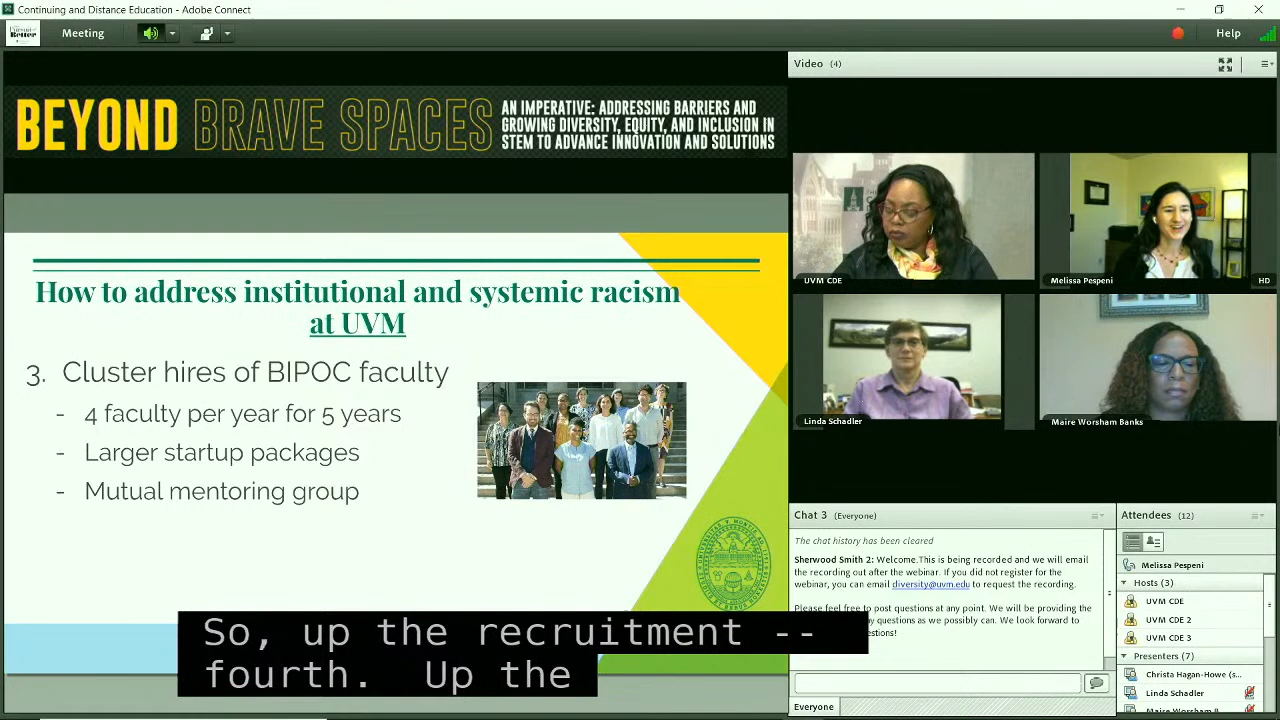 Continuing and Distance Education - Adobe Connect
Pursuit of
Better
Meeting
Help
BEYOND BRAVE SPACES
AN IMPERATIVE: ADDRESSING BARRIERS AND
GROWING DIVERSITY, EQUITY, AND INCLUSION IN
STEM TO ADVANCE INNOVATION AND SOLUTIONS
How to address institutional and systemic racism
at UVM
3. Cluster hires of BIPOC faculty
- 4 faculty per year for 5 years
- Larger startup packages
- Mutual mentoring group
So, up the recruitment --
fourth. Up the
Video (4)
UVM CDE
Melissa Pespeni
HD
Linda Schadler
Maire Worsham Banks
Chat 3 (Everyone)
The chat history has been cleared
Sherwood Smith 2: Welcome.This is being recorded and we will email
the recording out after the webinar. If you did not register for the
webinar, you can email diversity@uvm.edu to request the recording.
Please feel free to post questions at any point. We will be providing the
questions as we possibly can. We look forward to
Everyone
Attendees (12)
Melissa Pespeni
Hosts (3)
UVM CDE
UVM CDE 2
UVM CDE 3
Presenters (7)
Christa Hagan-Howe (s...
Linda Schadler
Maire Worsham B...